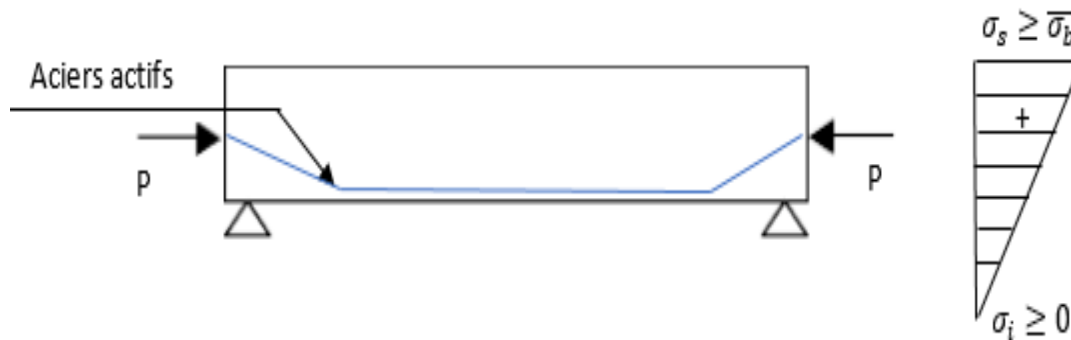 Aciers actifs
P
P
σₛ ≥ σ̅b
+
σᵢ ≥ 0